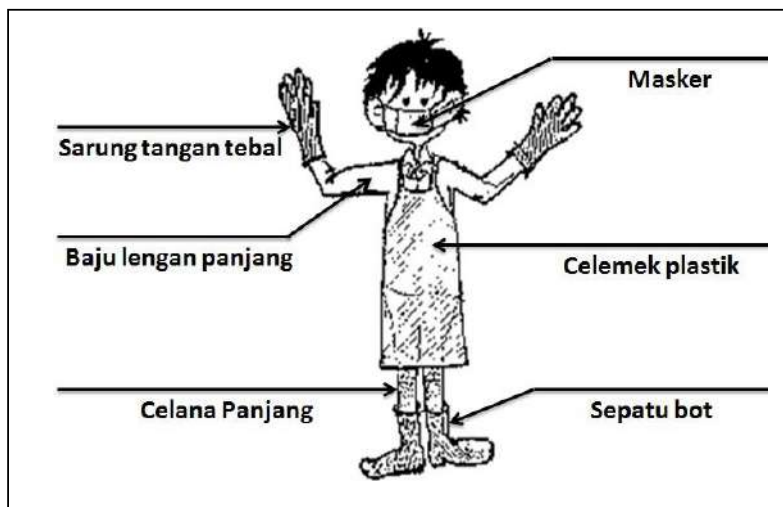 Masker
Sarung tangan tebal
Baju lengan panjang
Celemek plastik
Celana Panjang
Sepatu bot